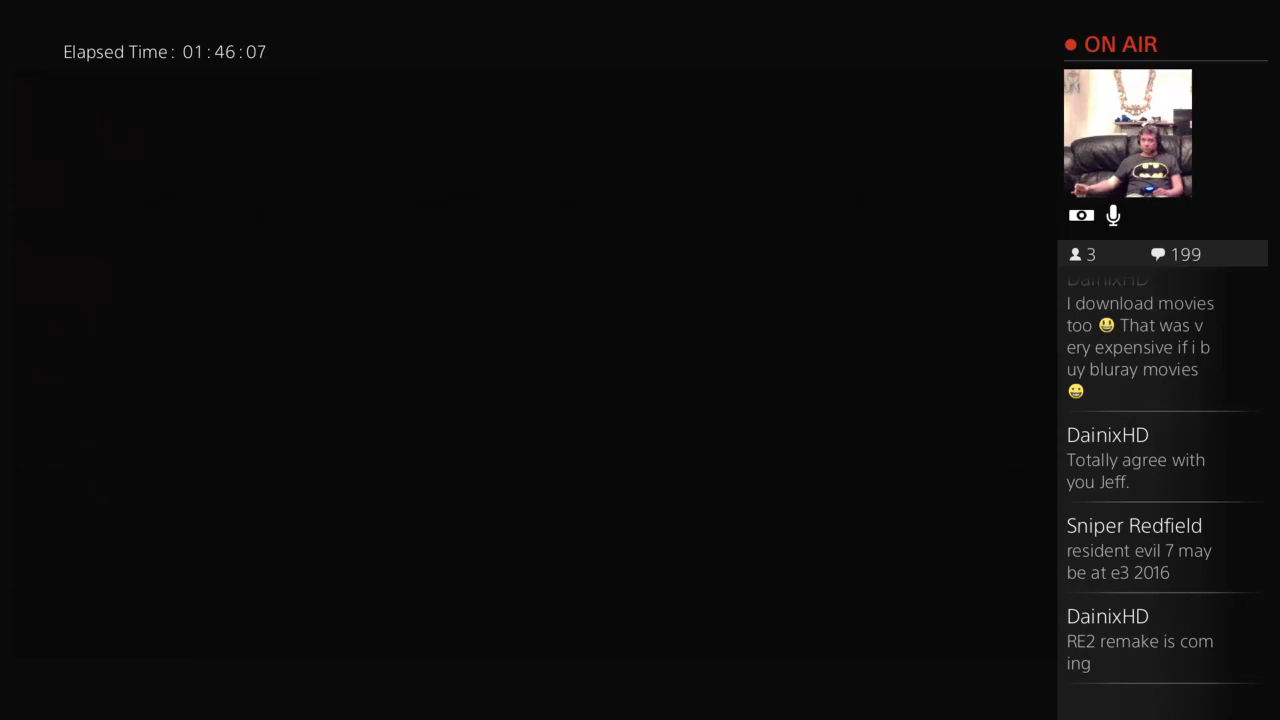 Elapsed Time: 01:46:07
ON AIR
3 199
DainixHD
I download movies
too 😃 That was v
ery expensive if i b
uy bluray movies
😀
DainixHD
Totally agree with
you Jeff.
Sniper Redfield
resident evil 7 may
be at e3 2016
DainixHD
RE2 remake is com
ing